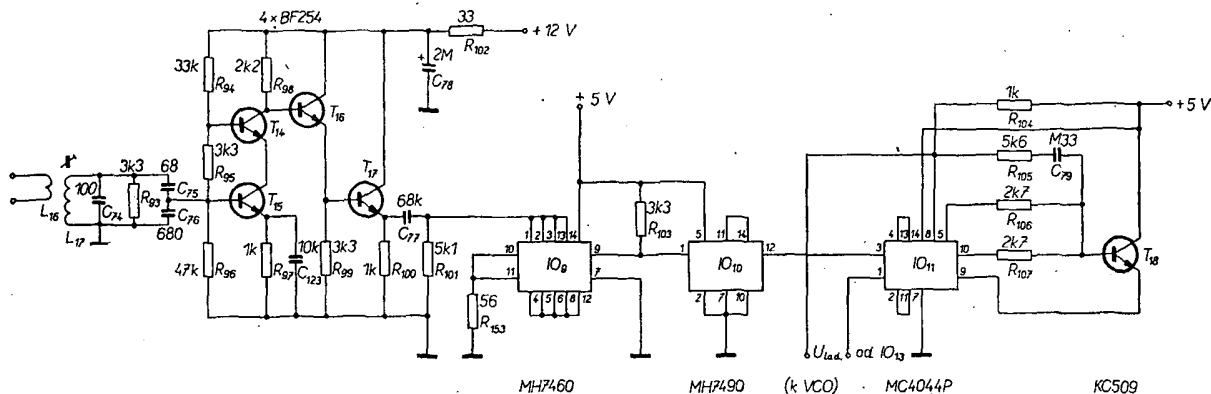 4 × BF254
33
R102
+ 12 V
33k
R94
2k2
R98
T16
+
2M
C78
+ 5 V
1k
R104
+ 5V
T14
3k3
R95
5k6
R105
M33
C79
3k3
R93
68
C75
T15
T17
68k
C77
3k3
R103
2k7
R106
L16
L17
100
C74
C76
680
47k
R96
1k
R97
10k
C123
3k3
R99
1k
R100
5k1
R101
1 2 3 13 14
10
11
IO9
9
7
4 5 6 8 12
56
R153
5 11 14
1
IO10
12
2 7 10
4 13 14 8 5
3
1
IO11
10
9
2 11 7
2k7
R107
T18
Ulad.
od IO13
MH7460
MH7490
(k VCO)
MC4044P
KC509